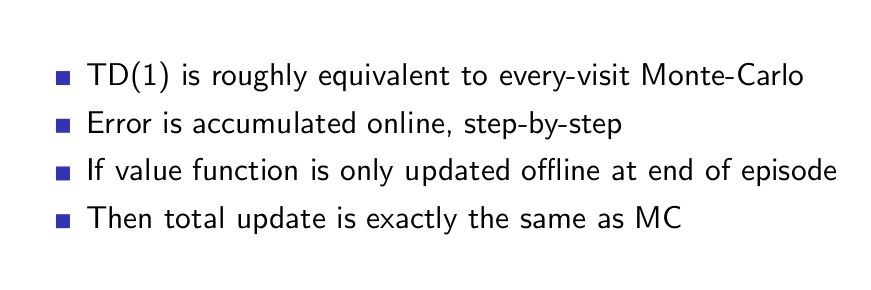 TD(1) is roughly equivalent to every-visit Monte-Carlo
Error is accumulated online, step-by-step
If value function is only updated offline at end of episode
Then total update is exactly the same as MC